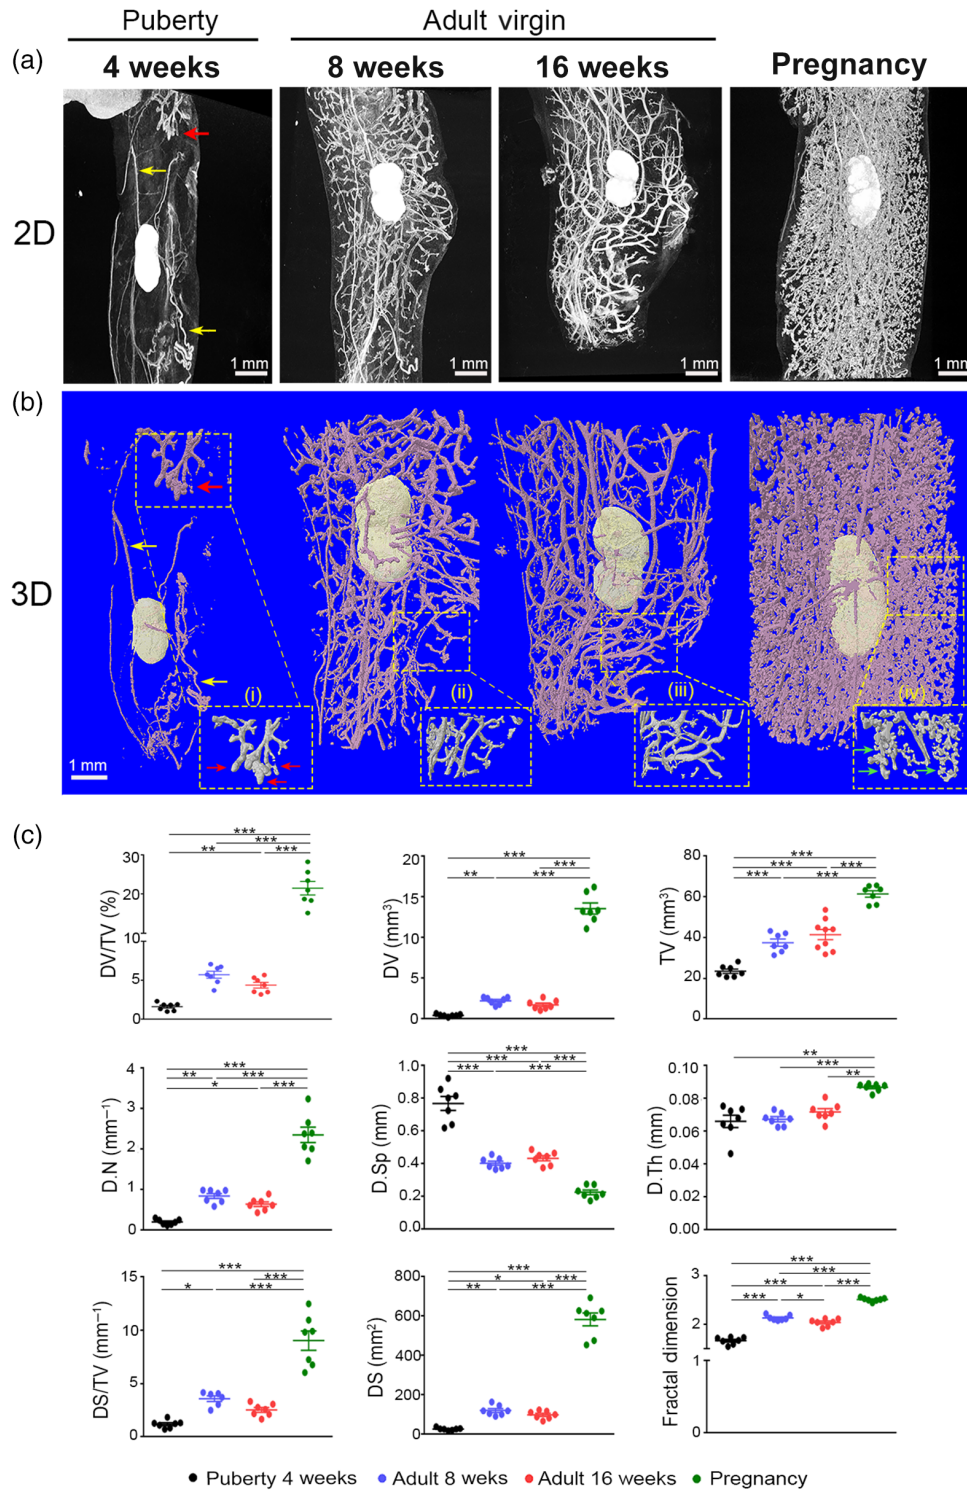 Puberty
Adult virgin
(a)
4 weeks
8 weeks
16 weeks
Pregnancy
2D
1 mm
1 mm
1 mm
1 mm
(b)
3D
(i)
(ii)
(iii)
(iv)
1 mm
(c)
DV/TV (%)
30
20
10
10
5
0
***
***
** ***
DV (mm³)
20
15
10
5
0
***
***
** ***
TV (mm³)
60
40
20
0
***
*** ***
*** ***
D.N (mm⁻¹)
4
3
2
1
0
***
** ***
* ***
D.Sp (mm)
1.0
0.8
0.6
0.4
0.2
0.0
***
*** ***
*** ***
D.Th (mm)
0.10
0.08
0.06
0.04
0.02
0.00
**
***
**
DS/TV (mm⁻¹)
15
10
5
0
***
***
* ***
DS (mm²)
800
600
400
200
0
***
* ***
** ***
Fractal dimension
3
2
1
0
***
***
*** ***
*** *
Puberty 4 weeks
Adult 8 weks
Adult 16 weeks
Pregnancy